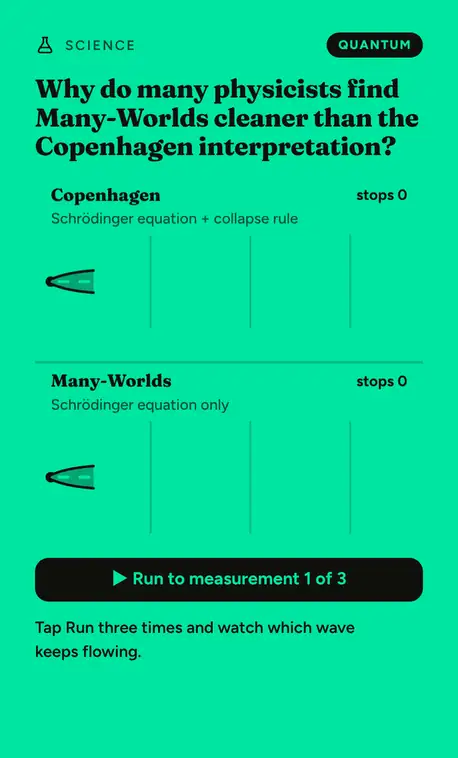 SCIENCE
QUANTUM
Why do many physicists find
Many-Worlds cleaner than the
Copenhagen interpretation?
Copenhagen
stops 0
Schrödinger equation + collapse rule
Many-Worlds
stops 0
Schrödinger equation only
▶ Run to measurement 1 of 3
Tap Run three times and watch which wave
keeps flowing.